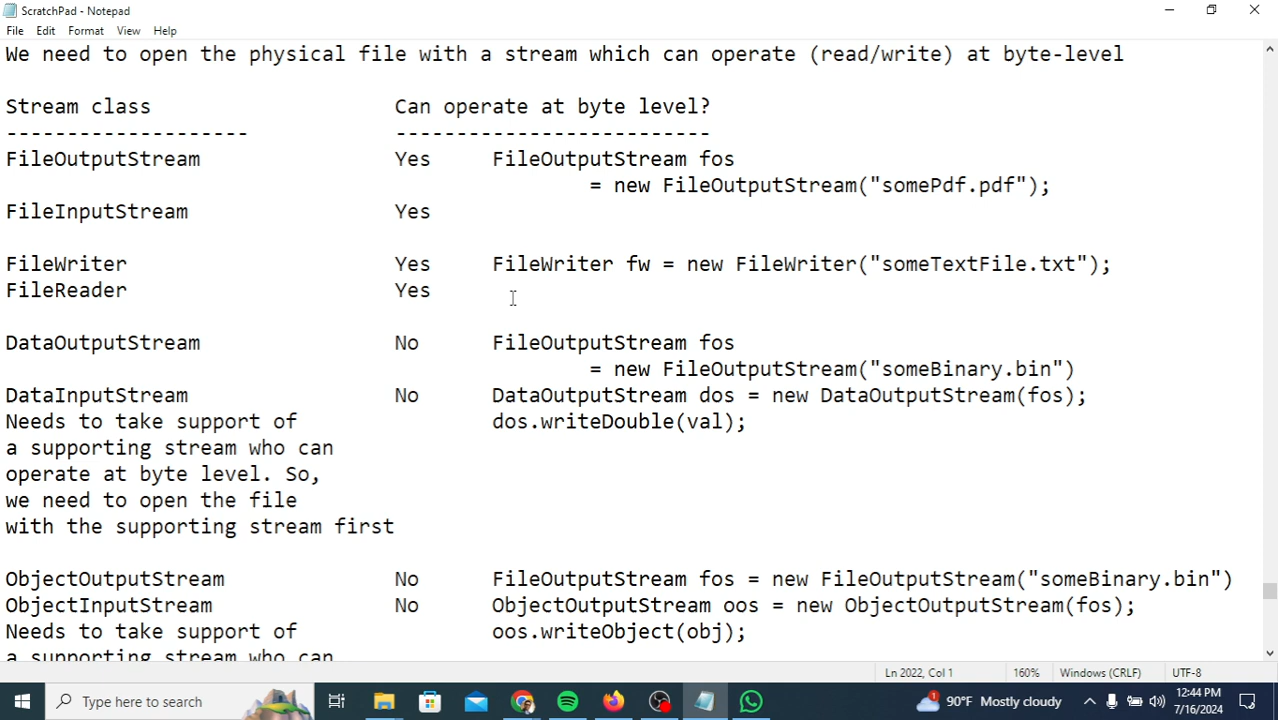 ScratchPad - Notepad
File Edit Format View Help
We need to open the physical file with a stream which can operate (read/write) at byte-level
Stream class Can operate at byte level?
-------------------- --------------------------
FileOutputStream Yes FileOutputStream fos
= new FileOutputStream("somePdf.pdf");
FileInputStream Yes
FileWriter Yes FileWriter fw = new FileWriter("someTextFile.txt");
FileReader Yes
DataOutputStream No FileOutputStream fos
= new FileOutputStream("someBinary.bin")
DataInputStream No DataOutputStream dos = new DataOutputStream(fos);
Needs to take support of dos.writeDouble(val);
a supporting stream who can
operate at byte level. So,
we need to open the file
with the supporting stream first
ObjectOutputStream No FileOutputStream fos = new FileOutputStream("someBinary.bin")
ObjectInputStream No ObjectOutputStream oos = new ObjectOutputStream(fos);
Needs to take support of oos.writeObject(obj);
a supporting stream who can
Ln 2022, Col 1 160% Windows (CRLF) UTF-8
Type here to search 1 90°F Mostly cloudy 12:44 PM
7/16/2024